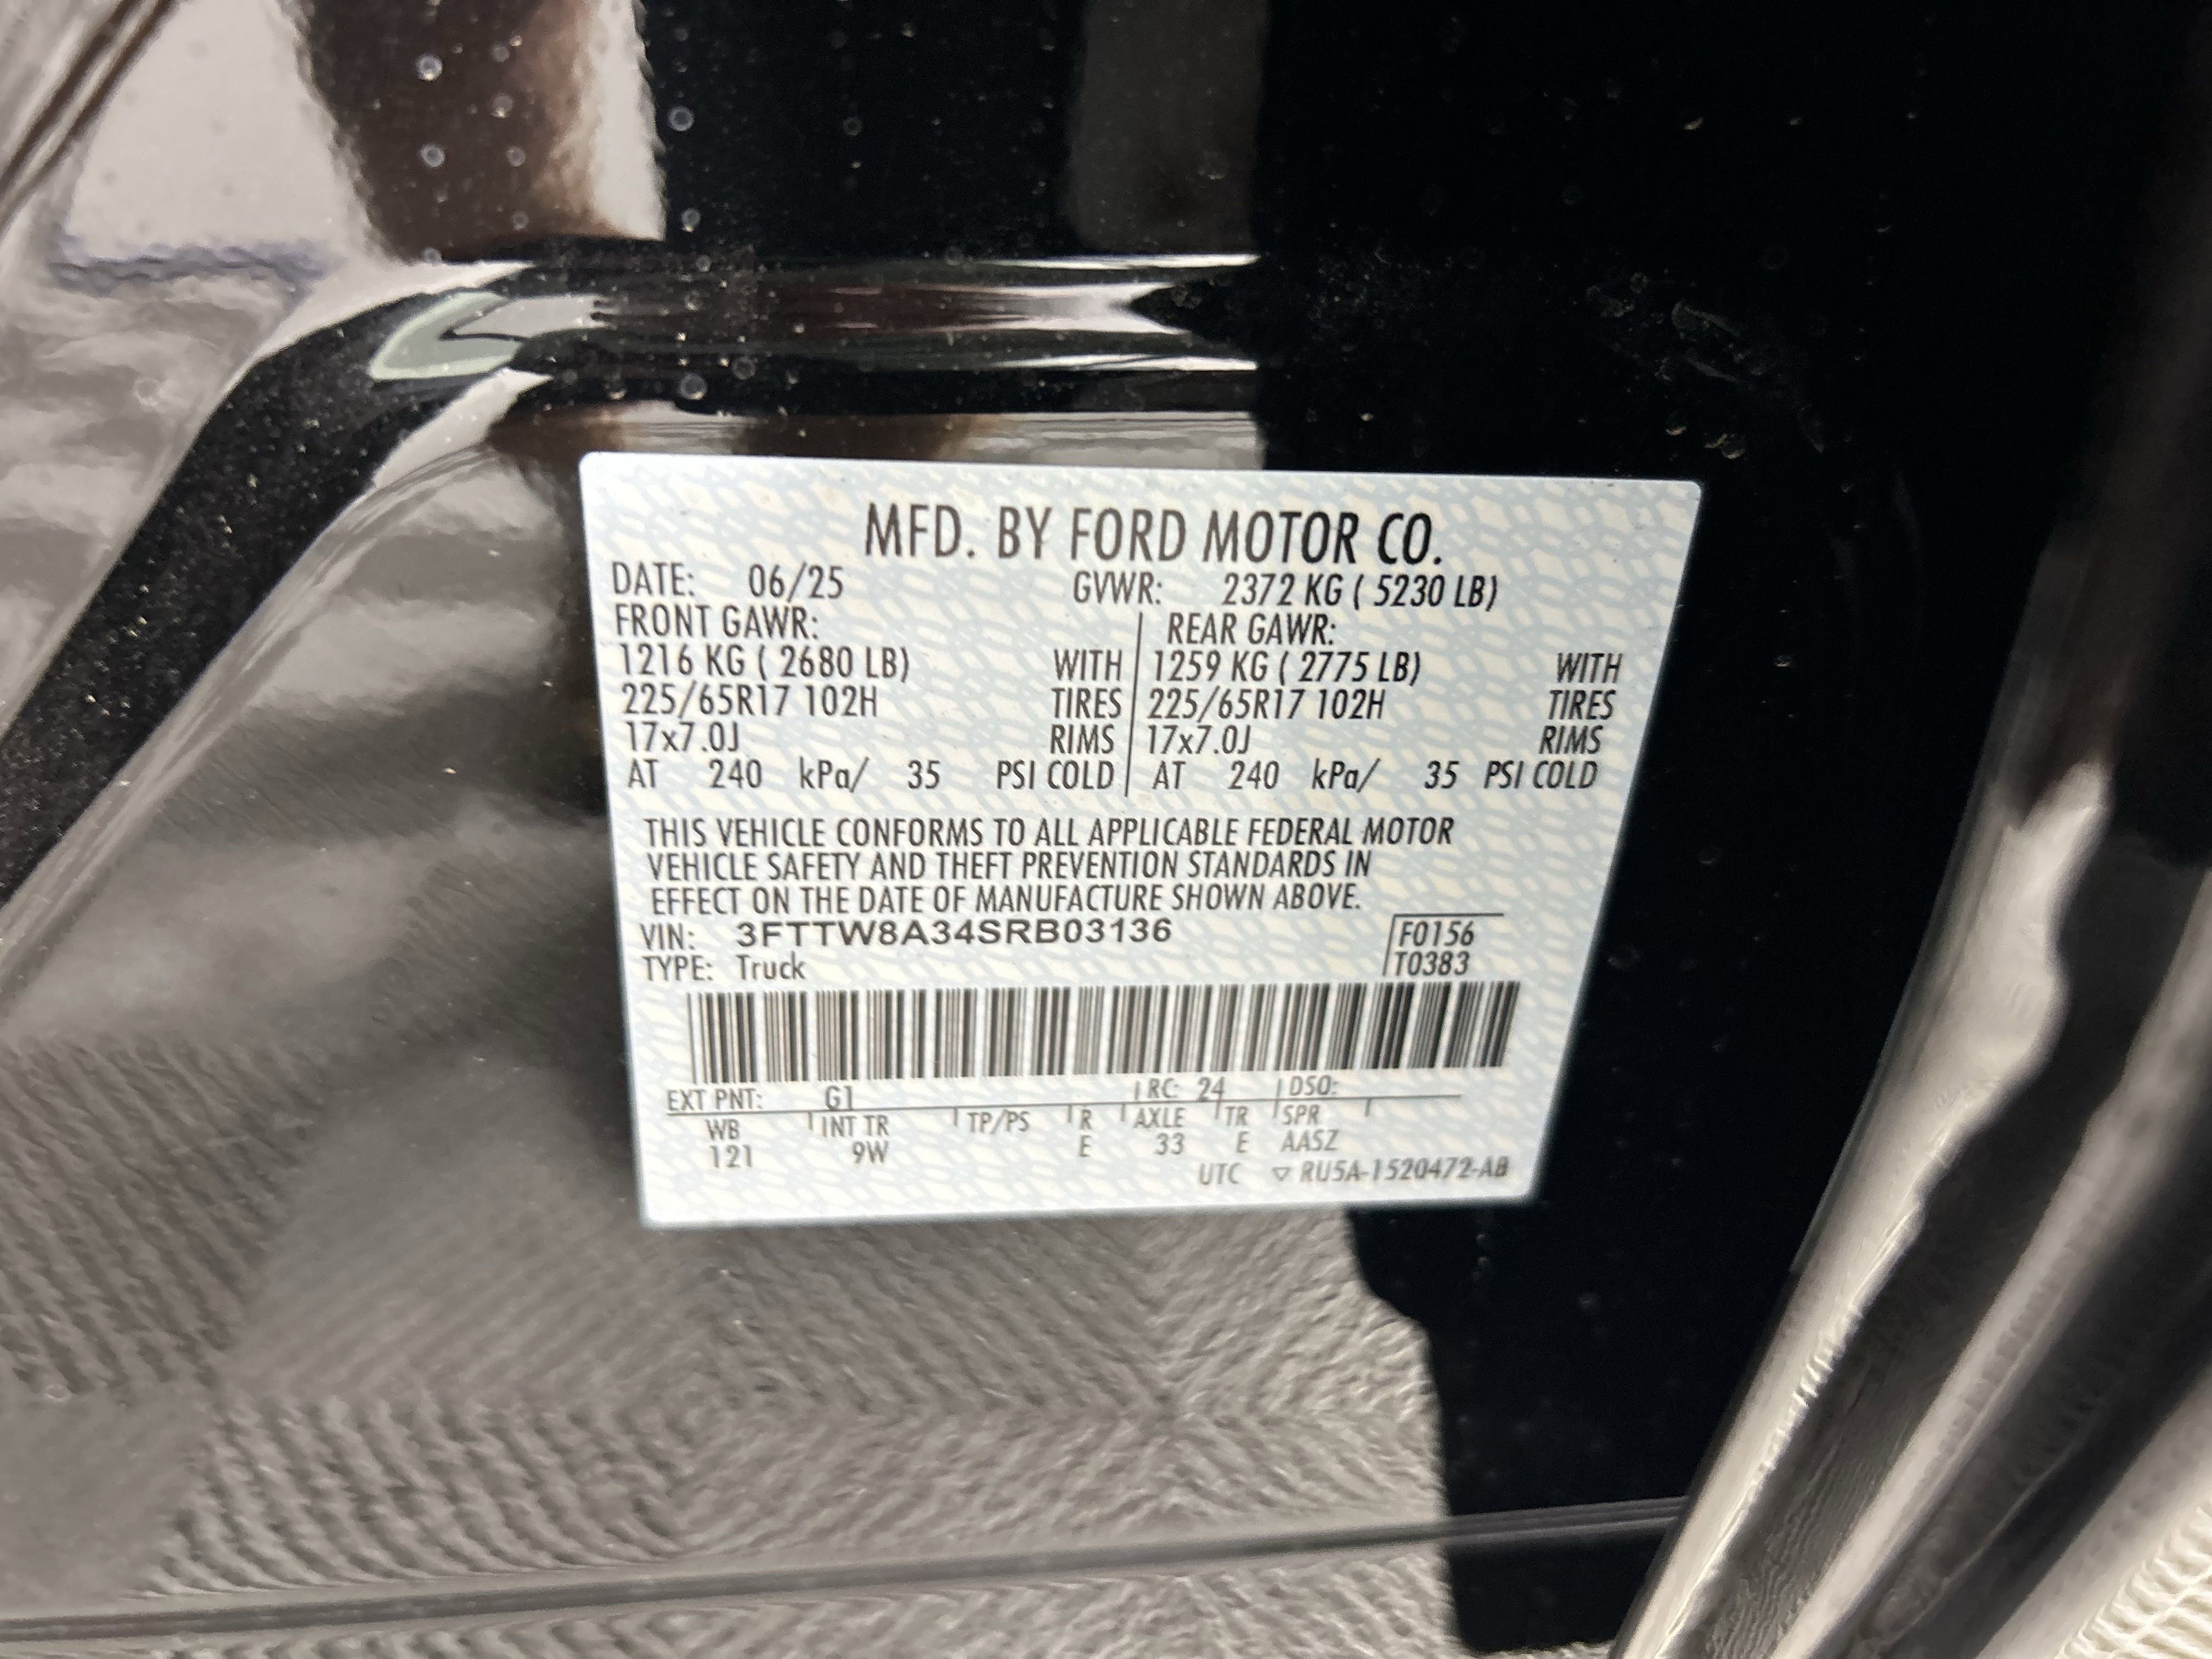 MFD. BY FORD MOTOR CO.
DATE: 06/25 GVWR: 2372 KG ( 5230 LB)
FRONT GAWR: REAR GAWR:
1216 KG ( 2680 LB) WITH 1259 KG ( 2775 LB) WITH
225/65R17 102H TIRES 225/65R17 102H TIRES
17x7.0J RIMS 17x7.0J RIMS
AT 240 kPa/ 35 PSI COLD AT 240 kPa/ 35 PSI COLD
THIS VEHICLE CONFORMS TO ALL APPLICABLE FEDERAL MOTOR
VEHICLE SAFETY AND THEFT PREVENTION STANDARDS IN
EFFECT ON THE DATE OF MANUFACTURE SHOWN ABOVE.
VIN: 3FTTW8A34SRB03136 F0156
TYPE: Truck T0383
EXT PNT: G1 RC: 24 DSO:
WB INT TR TP/PS R AXLE TR SPR
121 9W E 33 E AASZ
UTC ▽ RU5A-1520472-AB